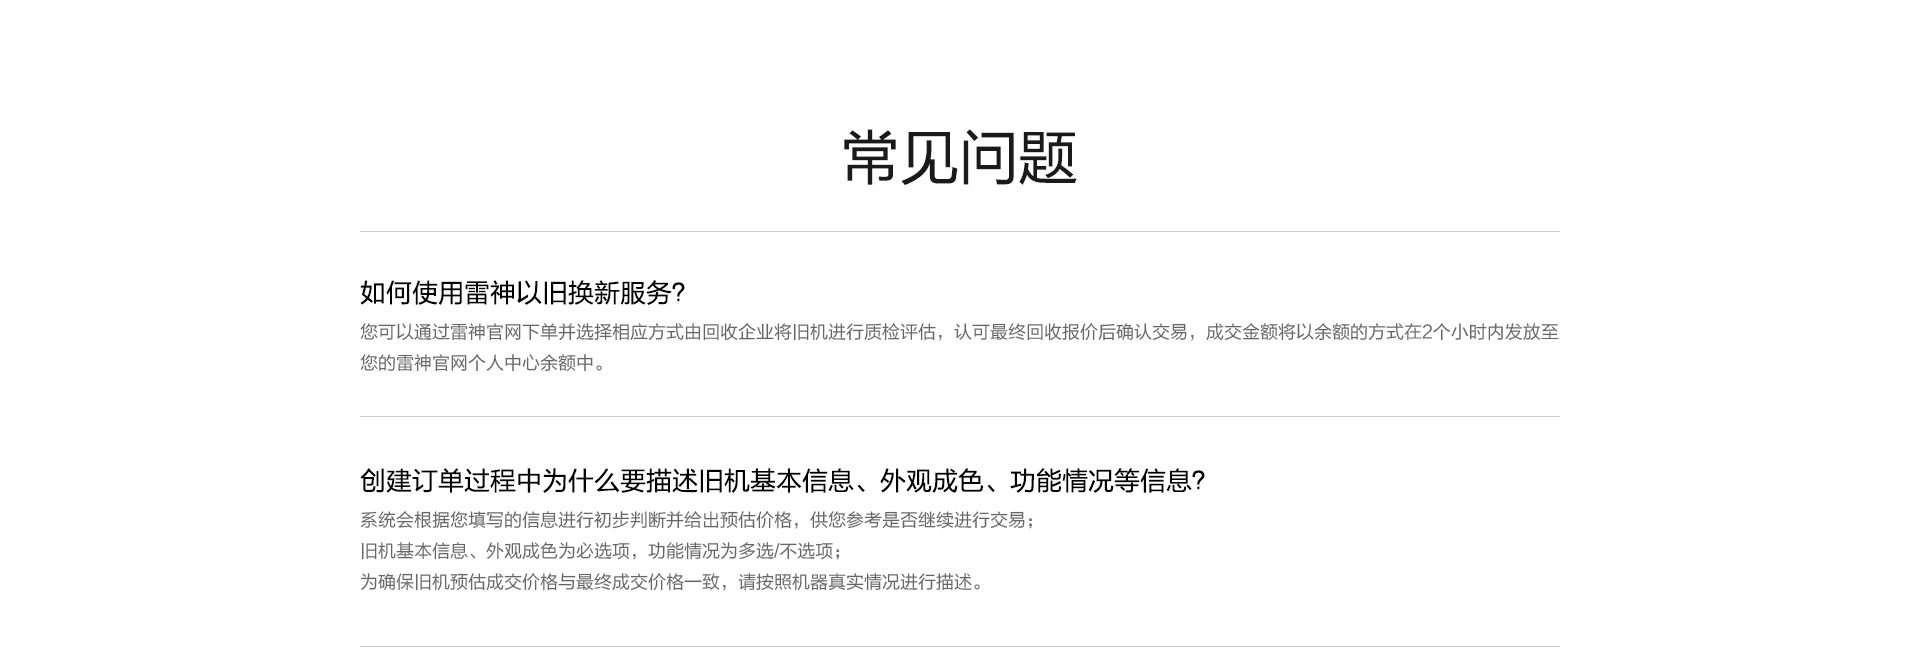 常见问题
如何使用雷神以旧换新服务?
您可以通过雷神官网下单并选择相应方式由回收企业将旧机进行质检评估，认可最终回收报价后确认交易，成交金额将以余额的方式在2个小时内发放至
您的雷神官网个人中心余额中。
创建订单过程中为什么要描述旧机基本信息、外观成色、功能情况等信息?
系统会根据您填写的信息进行初步判断并给出预估价格，供您参考是否继续进行交易；
旧机基本信息、外观成色为必选项，功能情况为多选/不选项；
为确保旧机预估成交价格与最终成交价格一致，请按照机器真实情况进行描述。